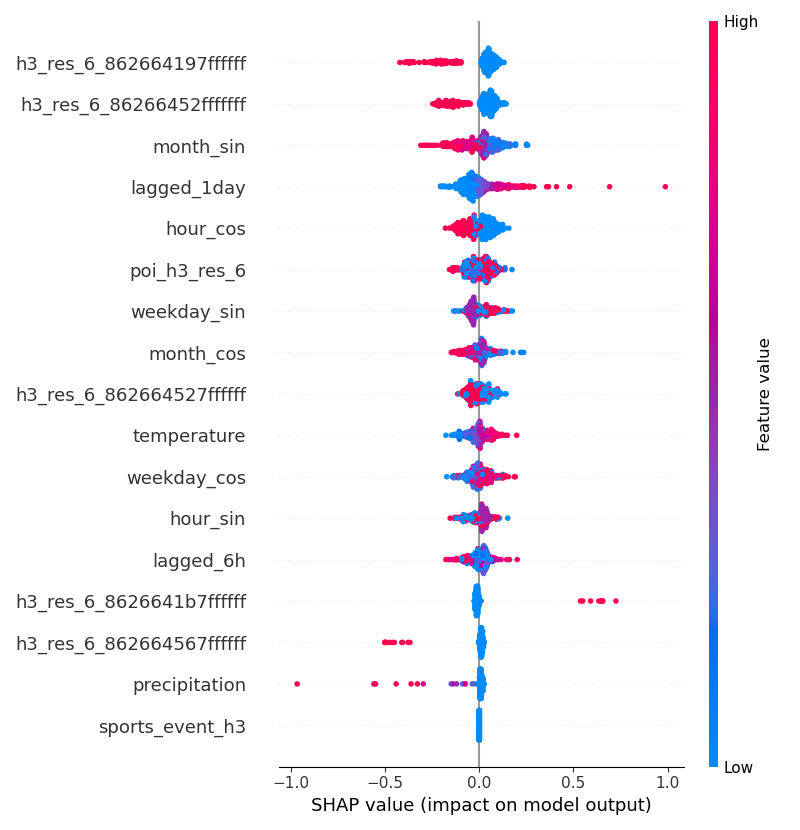 High
h3_res_6_862664197ffffff
h3_res_6_86266452fffffff
month_sin
lagged_1day
hour_cos
poi_h3_res_6
weekday_sin
month_cos
h3_res_6_862664527ffffff
temperature
weekday_cos
hour_sin
lagged_6h
h3_res_6_8626641b7ffffff
h3_res_6_862664567ffffff
precipitation
sports_event_h3
Feature value
Low
−1.0 −0.5 0.0 0.5 1.0
SHAP value (impact on model output)